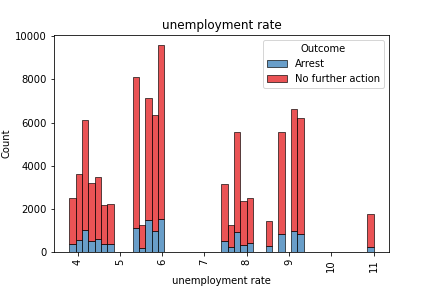 unemployment rate
Outcome
Arrest
No further action
Count
10000
8000
6000
4000
2000
0
4
5
6
7
8
9
10
11
unemployment rate